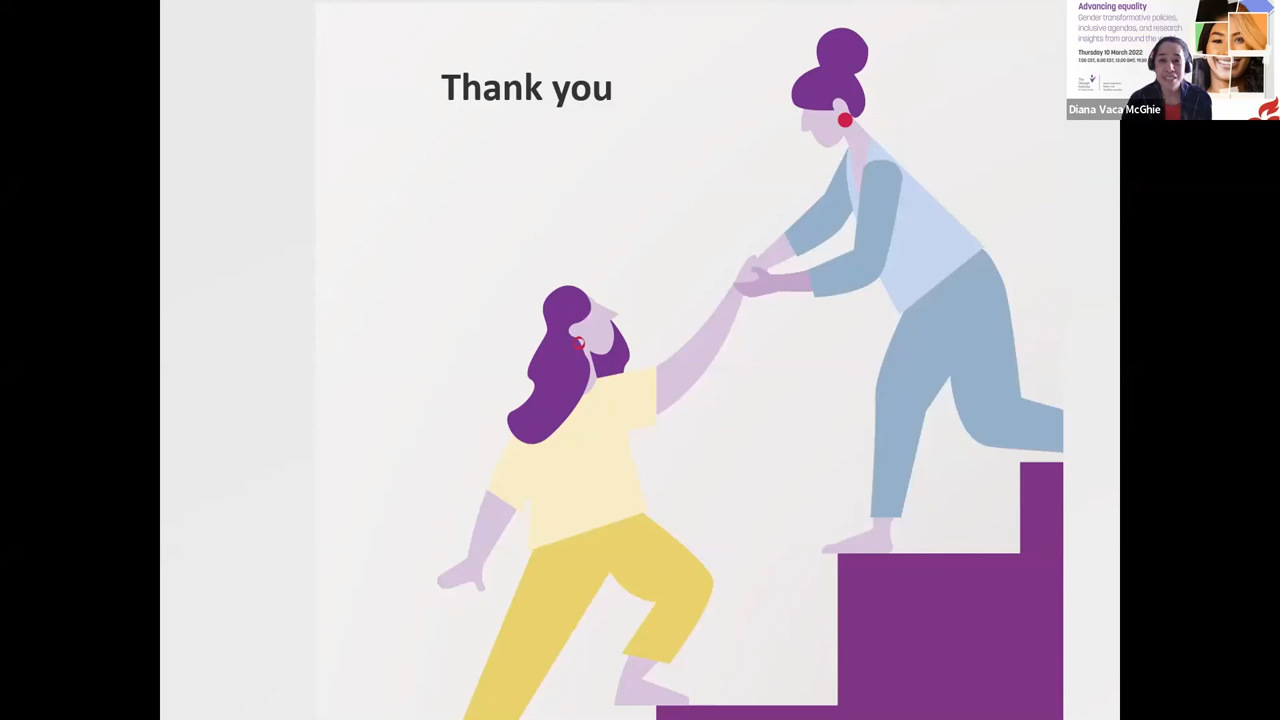 Thank you
Advancing equality
Gender transformative policies,
inclusive agendas, and research
insights from around the
Thursday 10 March 2022
Diana Vaca McGhie